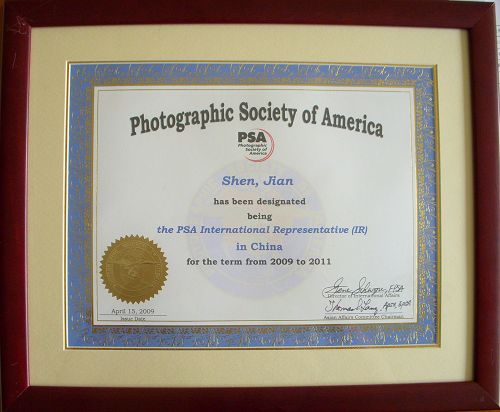 Photographic Society of America
PSA
Photographic
Society of
America
Shen, Jian
has been designated
being
the PSA International Representative (IR)
in China
for the term from 2009 to 2011
Director of International Affairs
April 15, 2009
Issue Date
Asian Affairs Committee Chairman